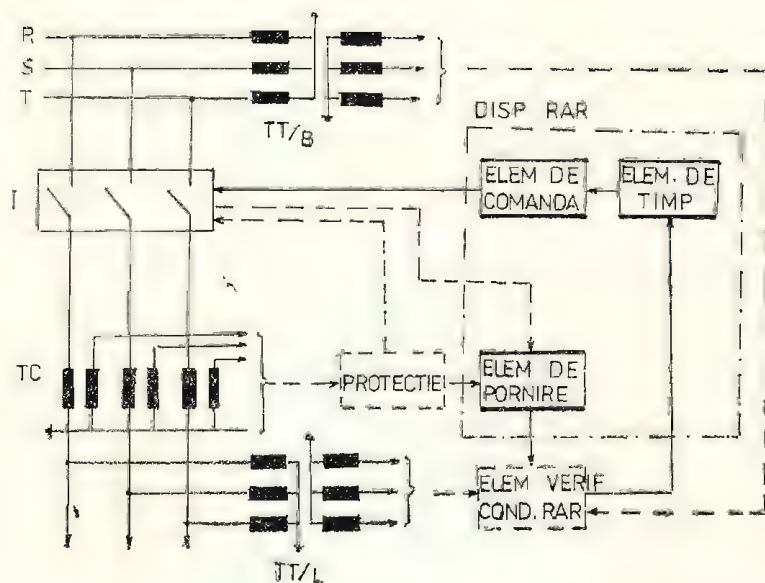 R
S
T
TT/B
DISP RAR
ELEM DE
COMANDA
ELEM. DE
TIMP
I
TC
PROTECTIE
ELEM DE
PORNIRE
ELEM VERIF
COND. RAR
TT/L